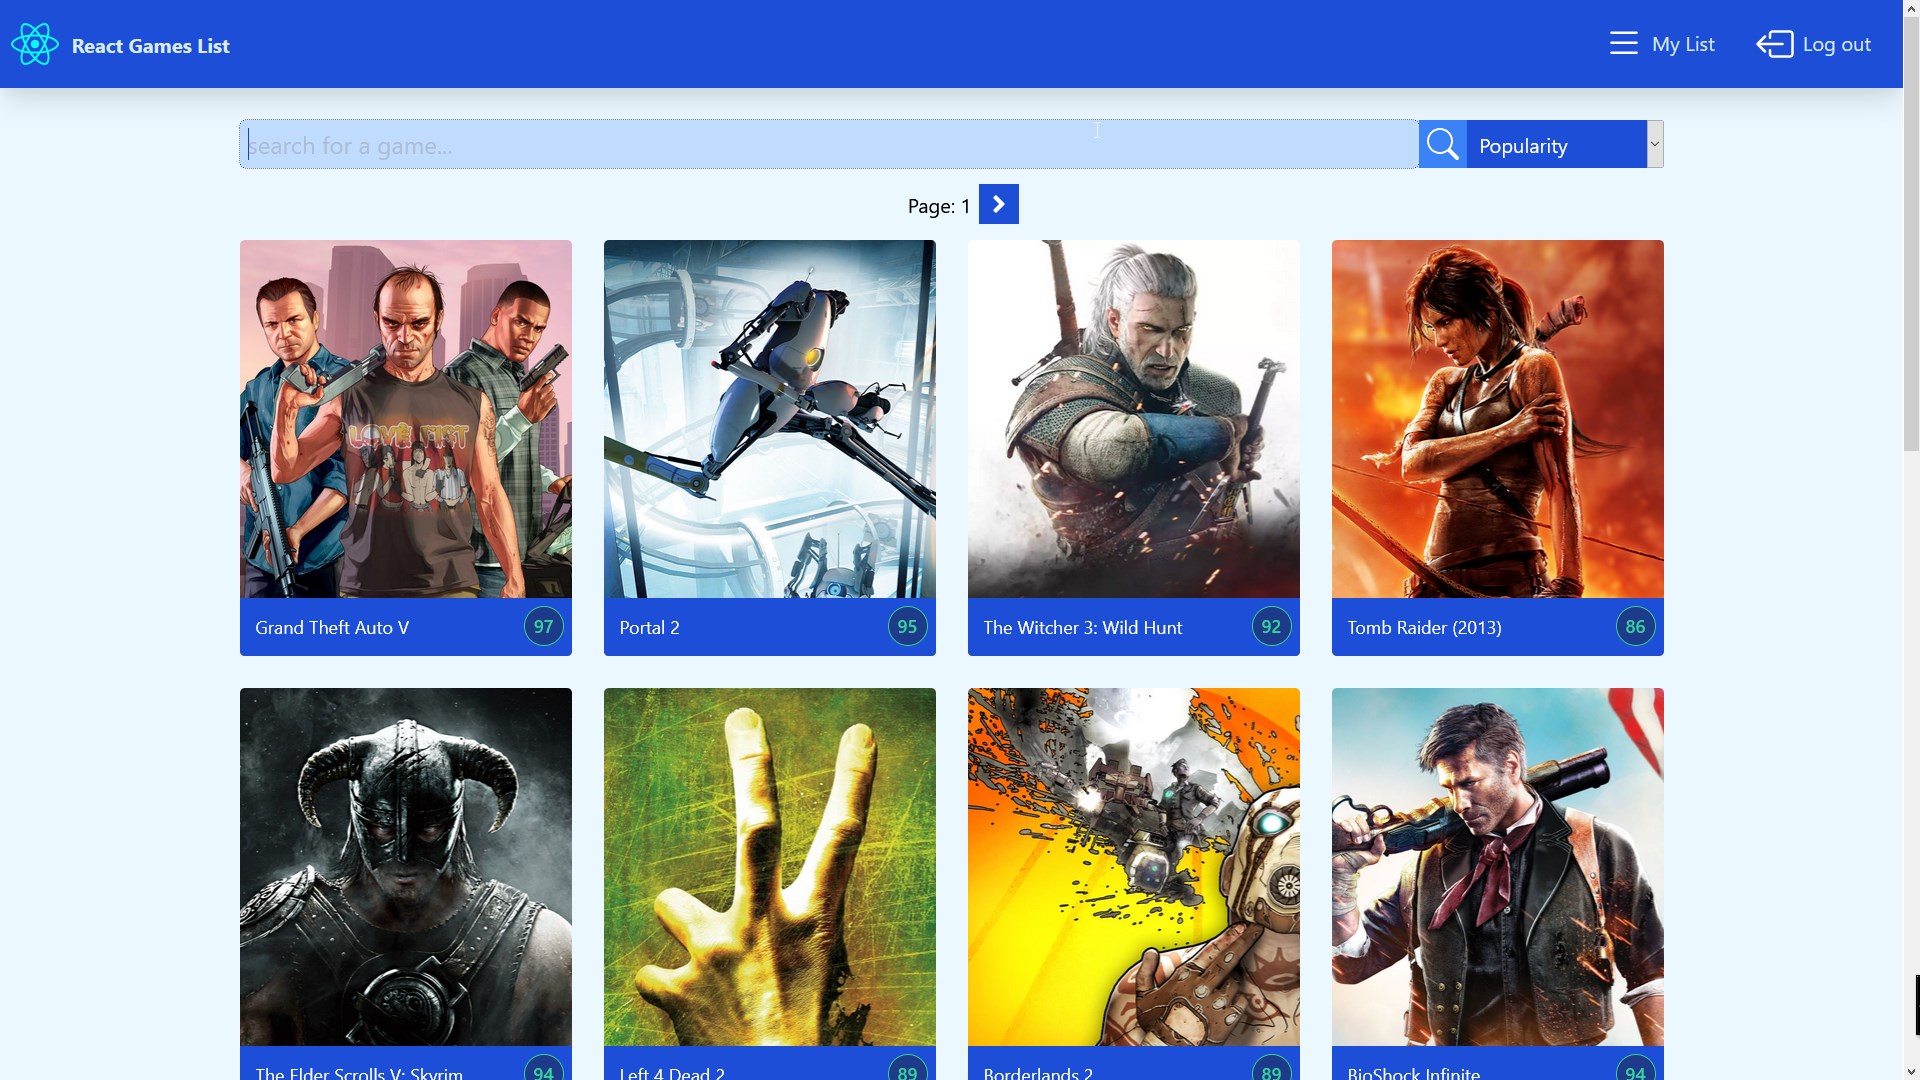 React Games List
My List
Log out
search for a game...
Popularity
Page: 1
LOVE FIST
Grand Theft Auto V
97
Portal 2
95
The Witcher 3: Wild Hunt
92
Tomb Raider (2013)
86
The Elder Scrolls V: Skyrim
94
Left 4 Dead 2
89
Borderlands 2
89
BioShock Infinite
94